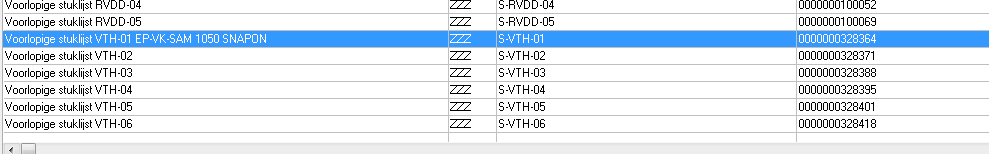 Voorlopige stuklijst RVDD-04 ZZZ S-RVDD-04 0000000100052
Voorlopige stuklijst RVDD-05 ZZZ S-RVDD-05 0000000100069
Voorlopige stuklijst VTH-01 EP-VK-SAM 1050 SNAPON ZZZ S-VTH-01 0000000328364
Voorlopige stuklijst VTH-02 ZZZ S-VTH-02 0000000328371
Voorlopige stuklijst VTH-03 ZZZ S-VTH-03 0000000328388
Voorlopige stuklijst VTH-04 ZZZ S-VTH-04 0000000328395
Voorlopige stuklijst VTH-05 ZZZ S-VTH-05 0000000328401
Voorlopige stuklijst VTH-06 ZZZ S-VTH-06 0000000328418